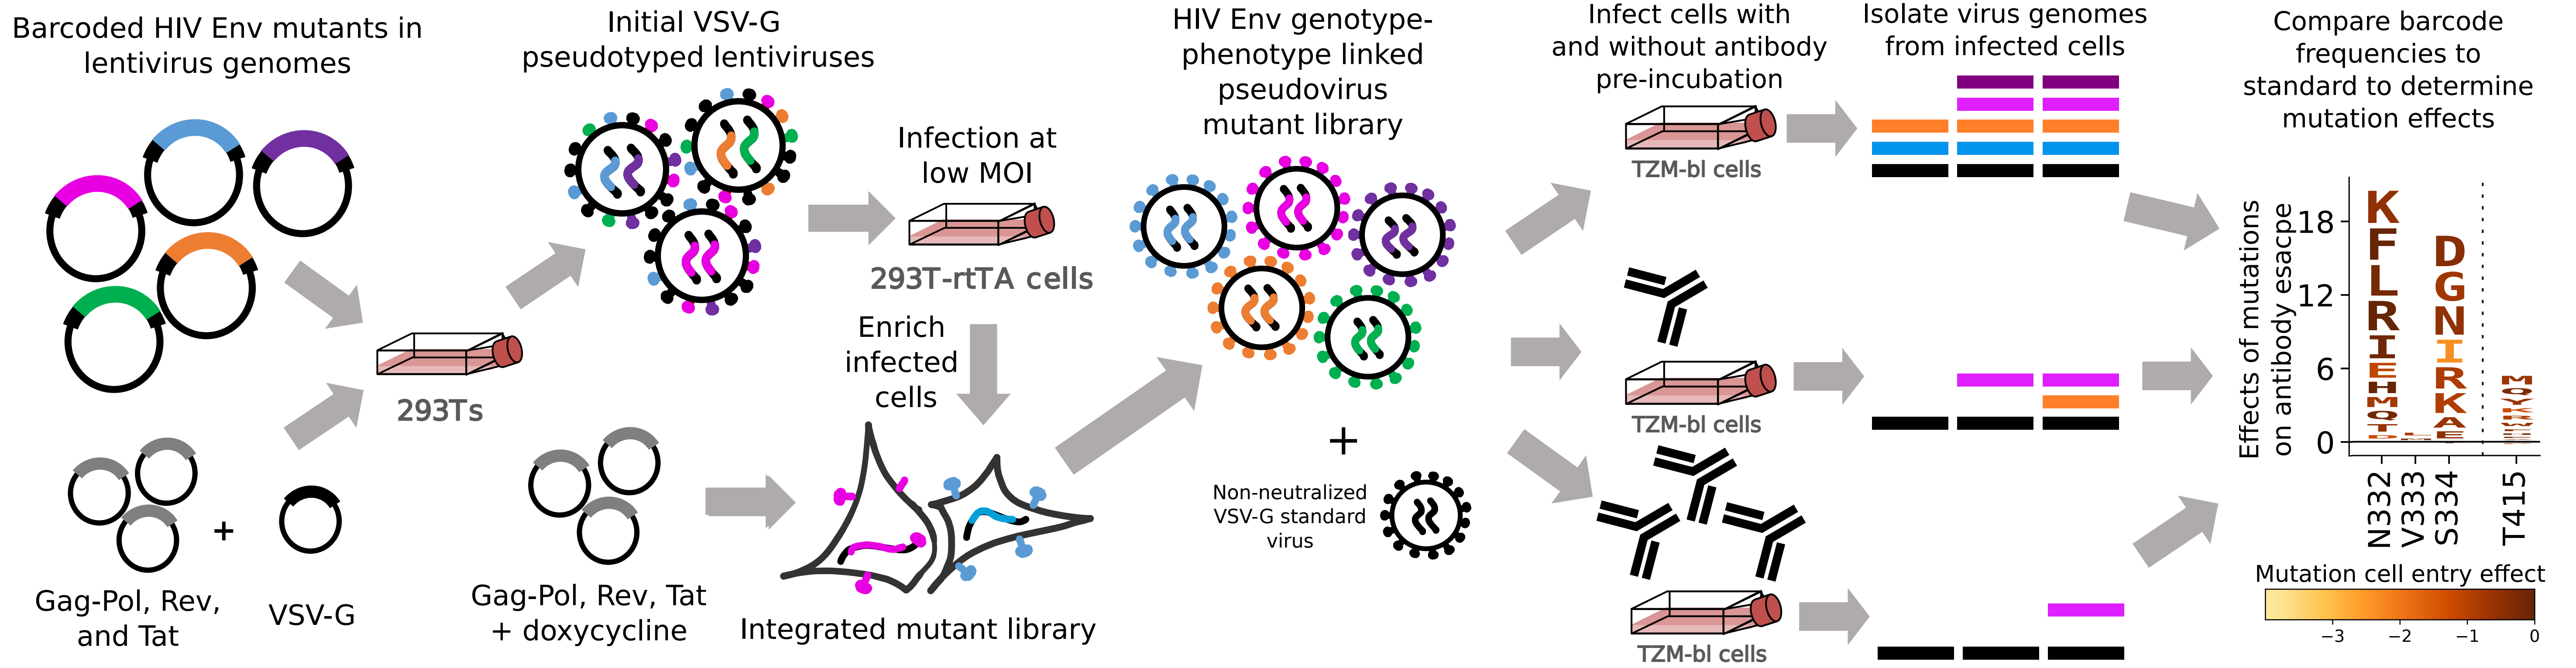 Barcoded HIV Env mutants in
lentivirus genomes
293Ts
Gag-Pol, Rev,
and Tat
+
VSV-G
Initial VSV-G
pseudotyped lentiviruses
Infection at
low MOI
293T-rtTA cells
Enrich
infected
cells
Gag-Pol, Rev, Tat
+ doxycycline
Integrated mutant library
HIV Env genotype-
phenotype linked
pseudovirus
mutant library
+
Non-neutralized
VSV-G standard
virus
Infect cells with
and without antibody
pre-incubation
TZM-bl cells
TZM-bl cells
TZM-bl cells
Isolate virus genomes
from infected cells
Compare barcode
frequencies to
standard to determine
mutation effects
Effects of mutations
on antibody esacpe
18
12
6
0
K
F
L
R
I
E
H
M
Q
T
D
D
G
N
I
R
K
A
E
M
N332
V333
S334
T415
Mutation cell entry effect
−3
−2
−1
0